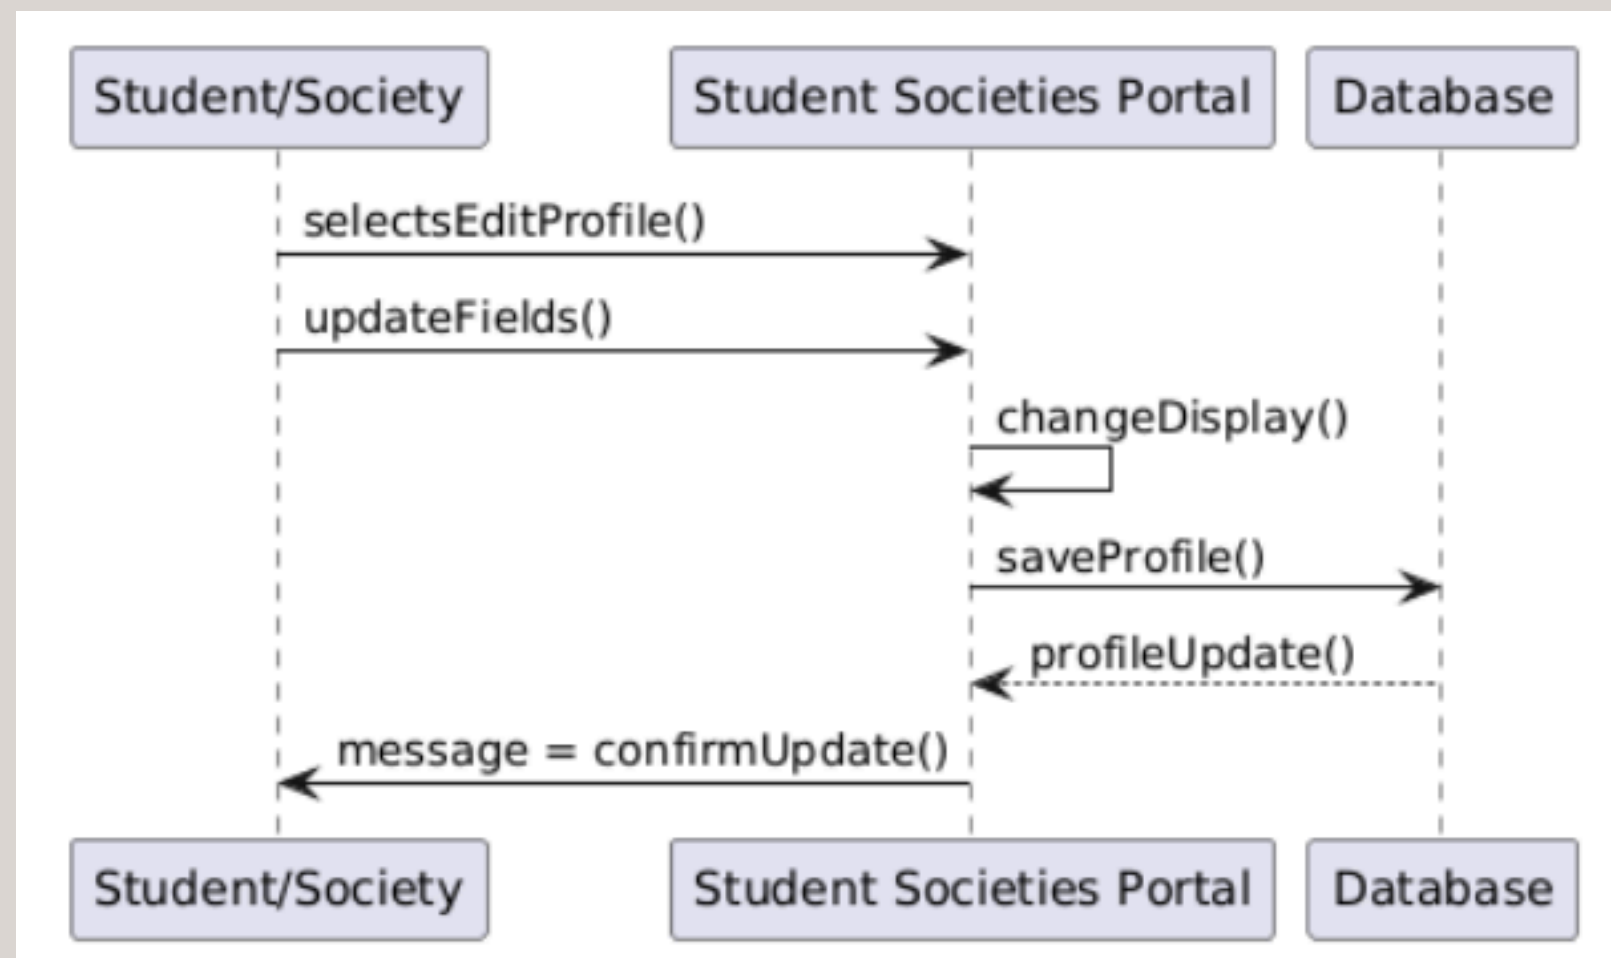 Student/Society
Student Societies Portal
Database
selectsEditProfile()
updateFields()
changeDisplay()
saveProfile()
profileUpdate()
message = confirmUpdate()
Student/Society
Student Societies Portal
Database